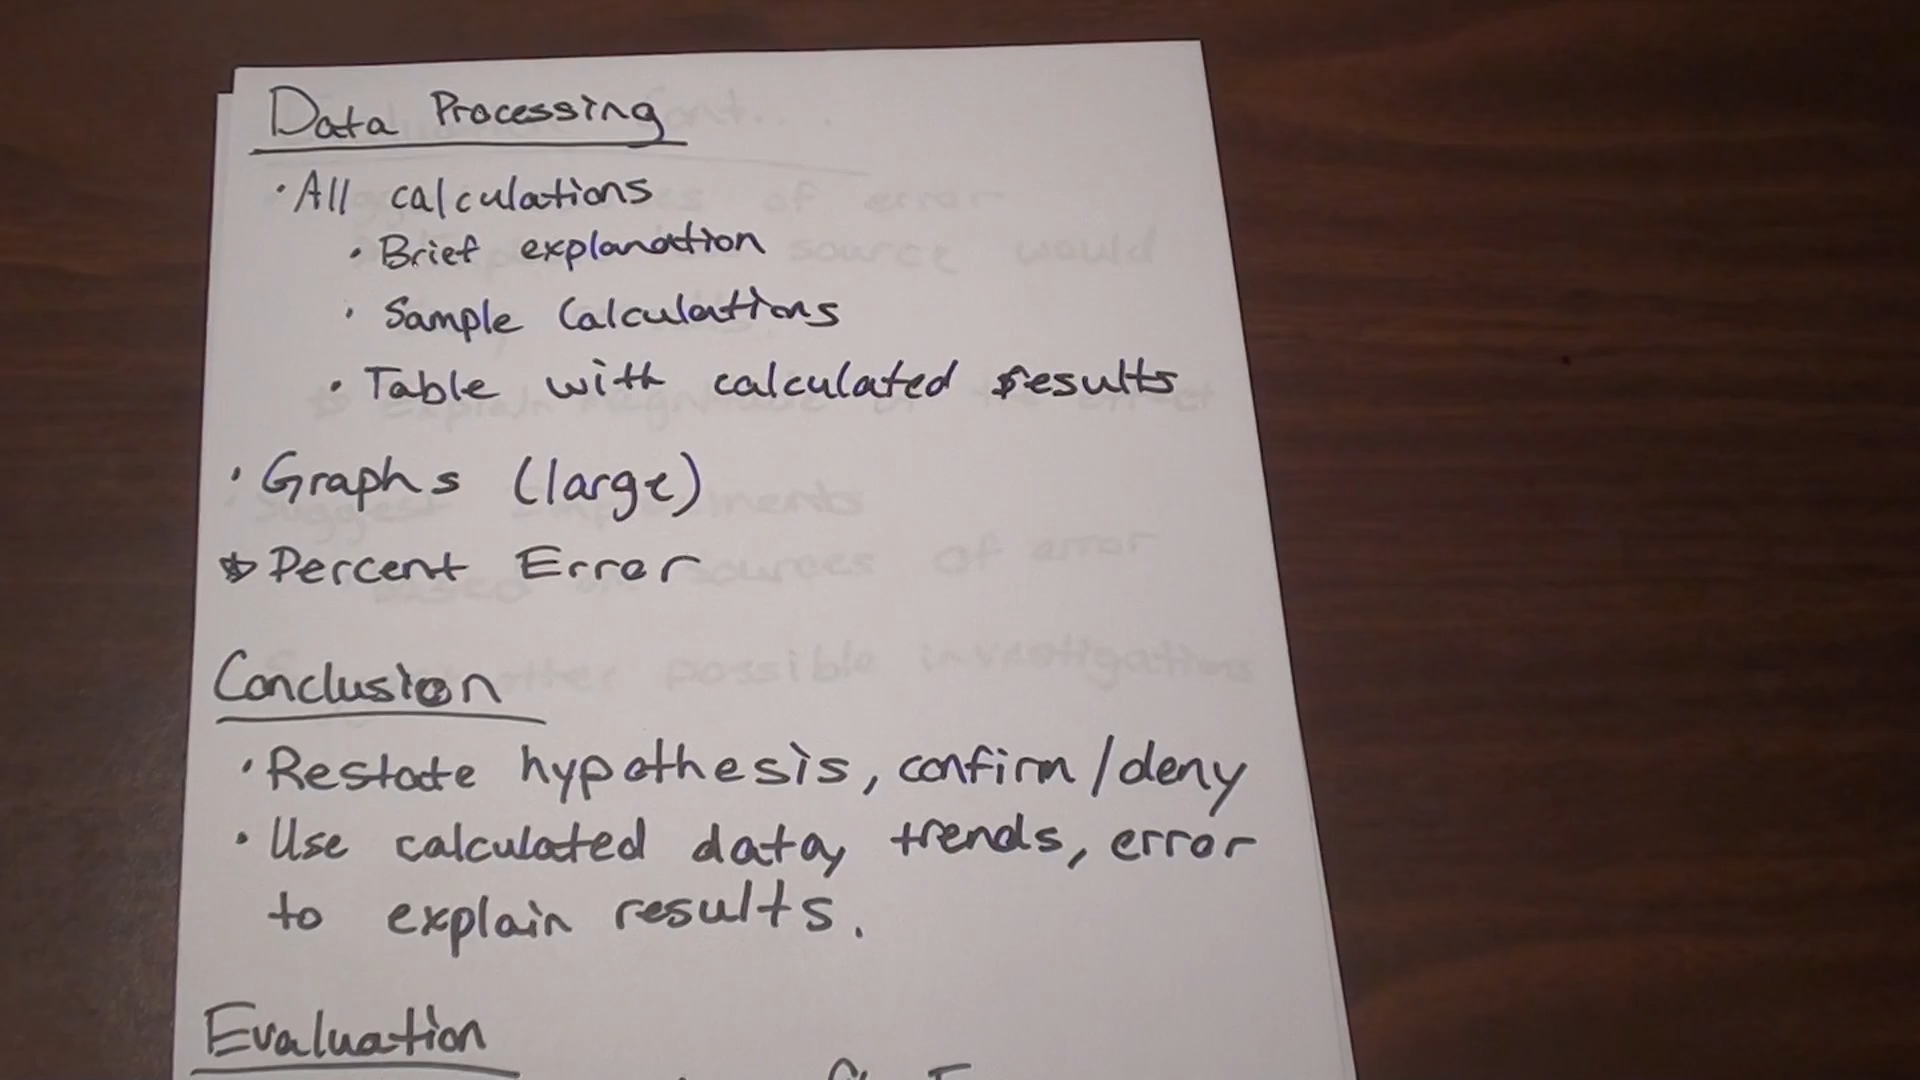 Data Processing
• All calculations
• Brief explanation
• Sample Calculations
• Table with calculated results
• Graphs (large)
☆ Percent Error
Conclusion
• Restate hypothesis, confirm/deny
• Use calculated data, trends, error
to explain results.
Evaluation